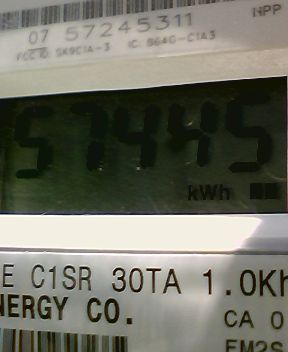 07 57245311
NPP
FCC ID: SK9C1A-3 IC: 864G-C1A3
57445
kWh
E C1SR 30TA 1.0Kh
NERGY CO.
CA 0
EM2S